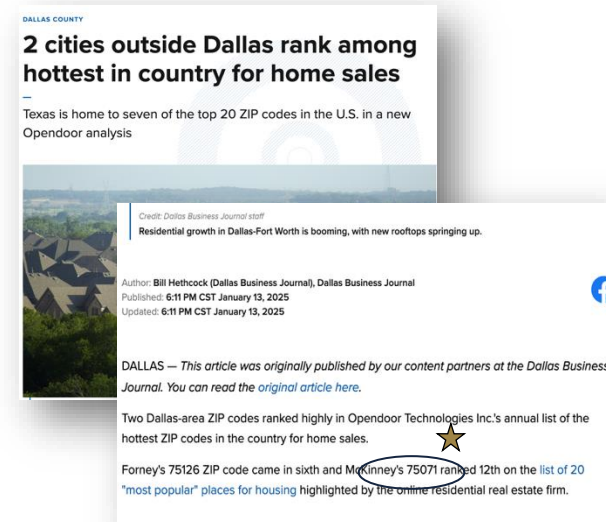 DALLAS COUNTY
2 cities outside Dallas rank among
hottest in country for home sales
Texas is home to seven of the top 20 ZIP codes in the U.S. in a new
Opendoor analysis
Credit: Dallas Business Journal staff
Residential growth in Dallas-Fort Worth is booming, with new rooftops springing up.
Author: Bill Hethcock (Dallas Business Journal), Dallas Business Journal
Published: 6:11 PM CST January 13, 2025
Updated: 6:11 PM CST January 13, 2025
DALLAS — This article was originally published by our content partners at the Dallas Business
Journal. You can read the original article here.
Two Dallas-area ZIP codes ranked highly in Opendoor Technologies Inc.'s annual list of the
hottest ZIP codes in the country for home sales.
Forney's 75126 ZIP code came in sixth and McKinney's 75071 ranked 12th on the list of 20
"most popular" places for housing highlighted by the online residential real estate firm.